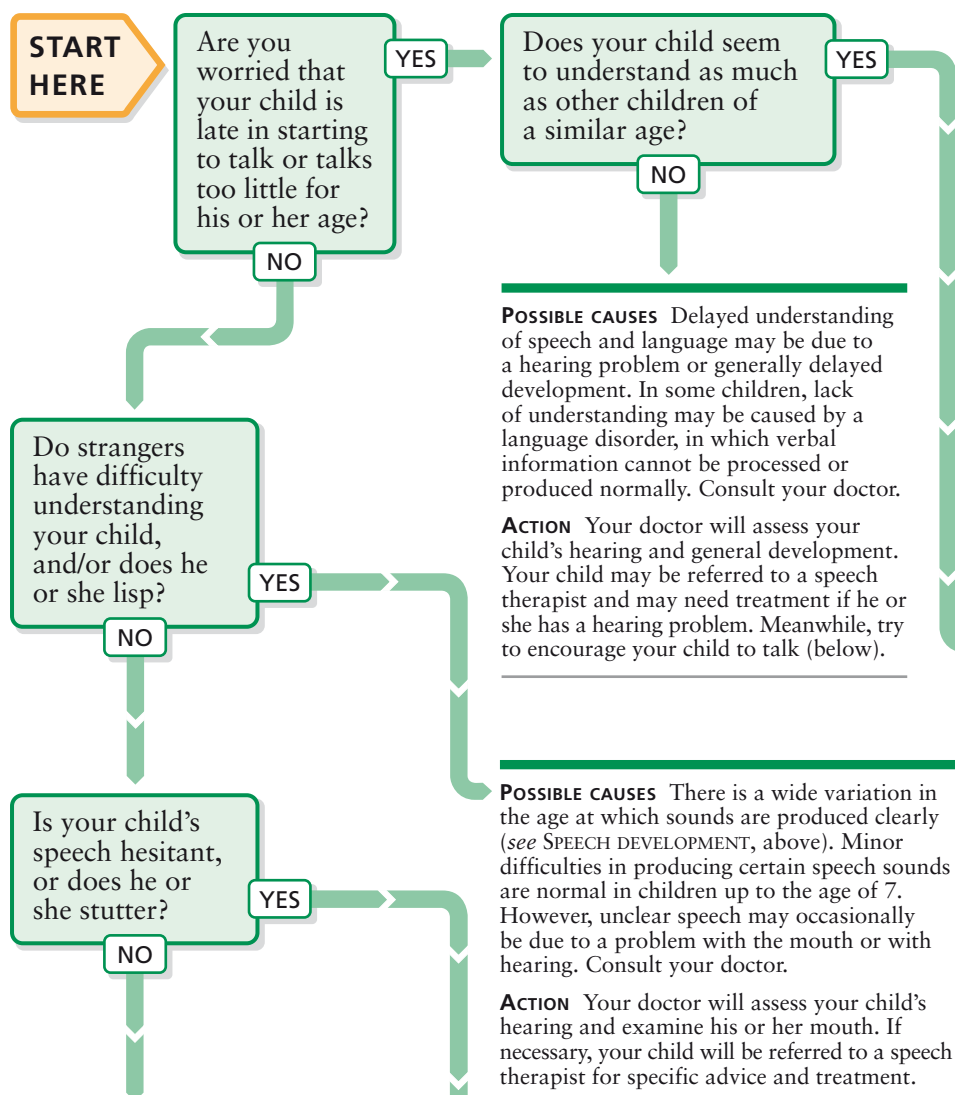 START
HERE
Are you
worried that
your child is
late in starting
to talk or talks
too little for
his or her age?
YES
NO
Does your child seem
to understand as much
as other children of
a similar age?
YES
NO
POSSIBLE CAUSES Delayed understanding
of speech and language may be due to
a hearing problem or generally delayed
development. In some children, lack
of understanding may be caused by a
language disorder, in which verbal
information cannot be processed or
produced normally. Consult your doctor.
ACTION Your doctor will assess your
child's hearing and general development.
Your child may be referred to a speech
therapist and may need treatment if he or
she has a hearing problem. Meanwhile, try
to encourage your child to talk (below).
Do strangers
have difficulty
understanding
your child,
and/or does he
or she lisp?
YES
NO
POSSIBLE CAUSES There is a wide variation in
the age at which sounds are produced clearly
(see SPEECH DEVELOPMENT, above). Minor
difficulties in producing certain speech sounds
are normal in children up to the age of 7.
However, unclear speech may occasionally
be due to a problem with the mouth or with
hearing. Consult your doctor.
ACTION Your doctor will assess your child's
hearing and examine his or her mouth. If
necessary, your child will be referred to a speech
therapist for specific advice and treatment.
Is your child's
speech hesitant,
or does he or
she stutter?
YES
NO